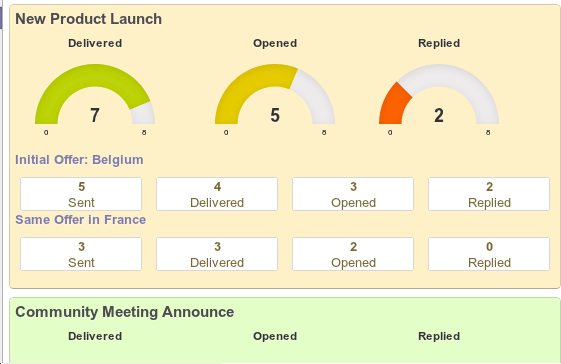 New Product Launch
Delivered Opened Replied
7 5 2
0 8 0 8 0 8
Initial Offer: Belgium
5 4 3 2
Sent Delivered Opened Replied
Same Offer in France
3 3 2 0
Sent Delivered Opened Replied
Community Meeting Announce
Delivered Opened Replied